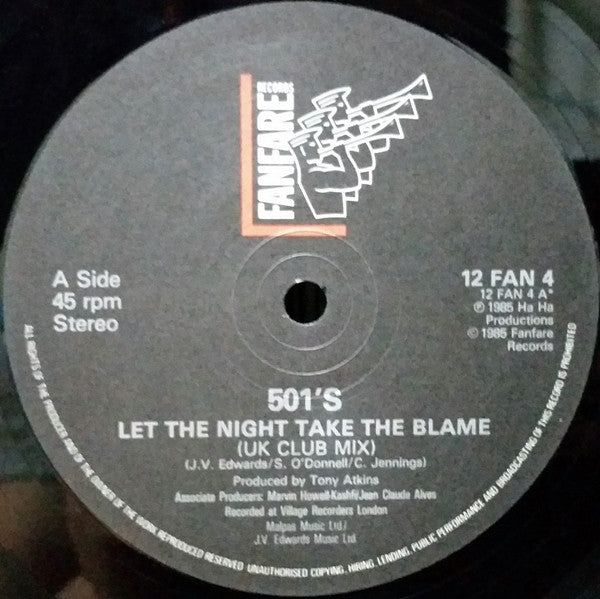 FANFARE
RECORDS
A Side
45 rpm
Stereo
12 FAN 4
12 FAN 4 A*
℗ 1985 Ha Ha
Productions
© 1985 Fanfare
Records
501'S
LET THE NIGHT TAKE THE BLAME
(UK CLUB MIX)
(J.V. Edwards/S. O'Donnell/C. Jennings)
Produced by Tony Atkins
Associate Producers: Marvin Howell-Kashfi/Jean Claude Alves
Recorded at Village Recorders London
Malpas Music Ltd/
J.V. Edwards Music Ltd
ALL RIGHTS OF THE PRODUCER AND OF THE OWNER OF THE WORK REPRODUCED RESERVED UNAUTHORISED COPYING, HIRING, LENDING, PUBLIC PERFORMANCE AND BROADCASTING OF THIS RECORD IS PROHIBITED